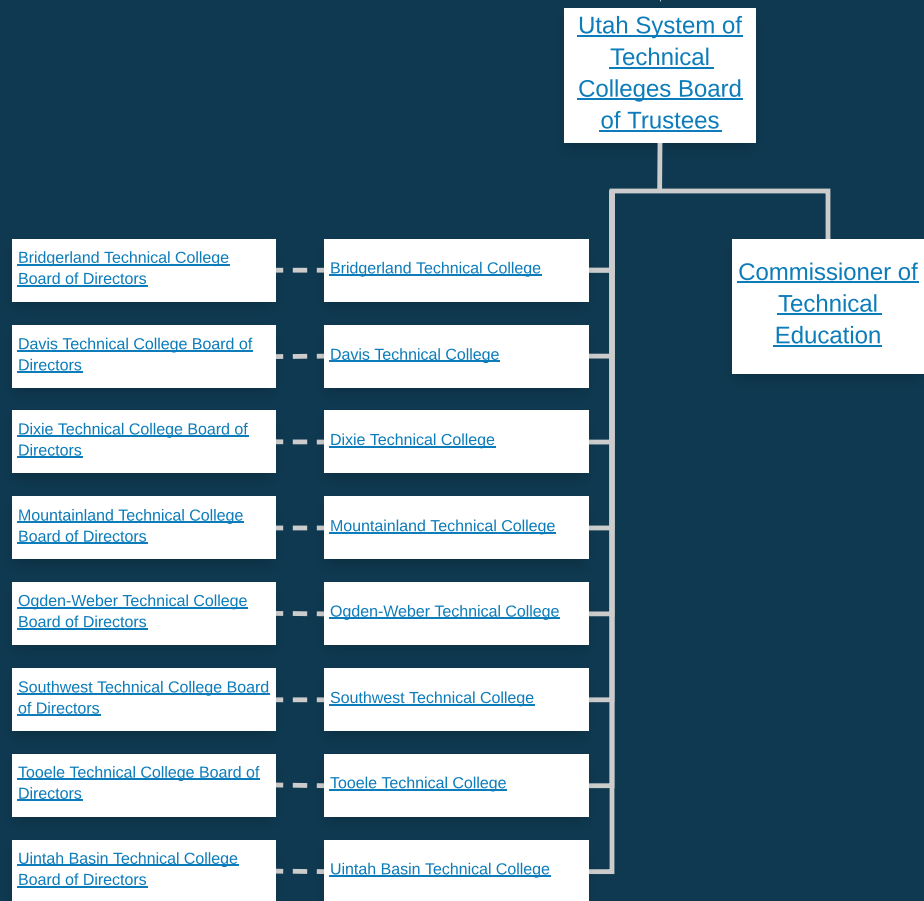 Utah System of
Technical
Colleges Board
of Trustees
Commissioner of
Technical
Education
Bridgerland Technical College
Board of Directors
Bridgerland Technical College
Davis Technical College Board of
Directors
Davis Technical College
Dixie Technical College Board of
Directors
Dixie Technical College
Mountainland Technical College
Board of Directors
Mountainland Technical College
Ogden-Weber Technical College
Board of Directors
Ogden-Weber Technical College
Southwest Technical College Board
of Directors
Southwest Technical College
Tooele Technical College Board of
Directors
Tooele Technical College
Uintah Basin Technical College
Board of Directors
Uintah Basin Technical College